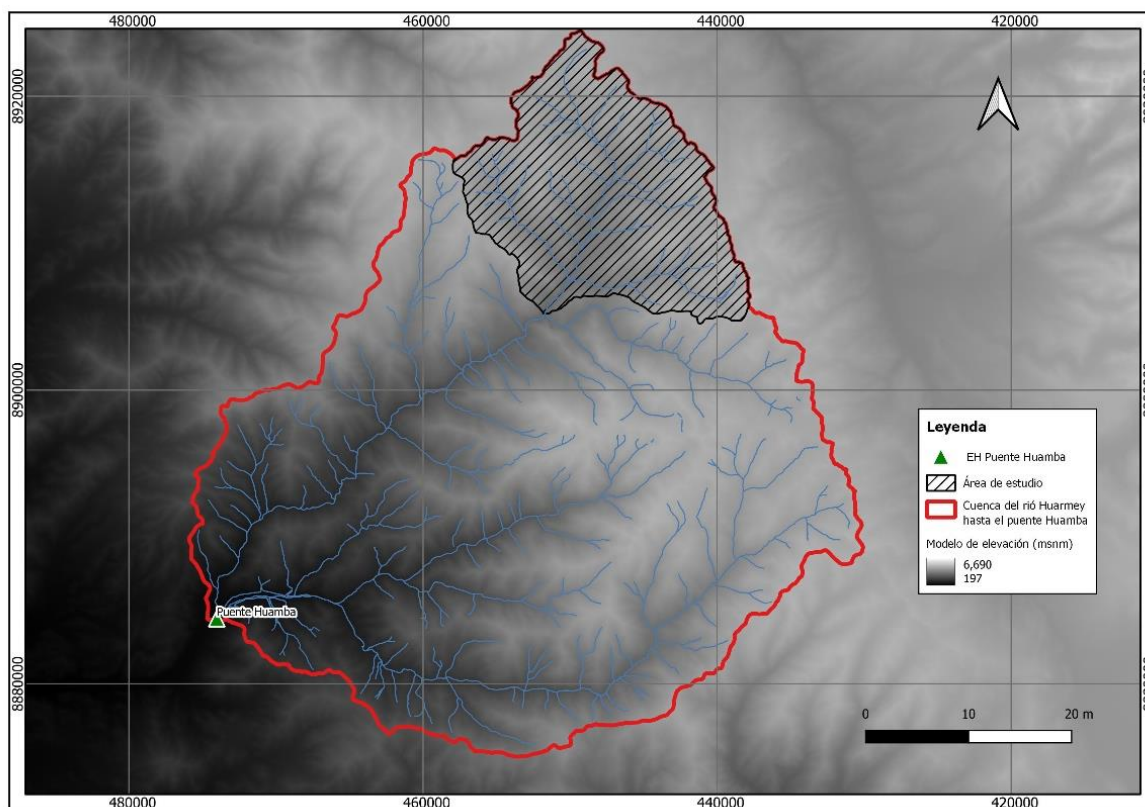 480000
460000
440000
420000
8920000
8900000
8880000
Leyenda
EH Puente Huamba
Área de estudio
Cuenca del rió Huarmey
hasta el puente Huamba
Modelo de elevación (msnm)
6,690
197
Puente Huamba
0
10
20 m
480000
460000
440000
420000